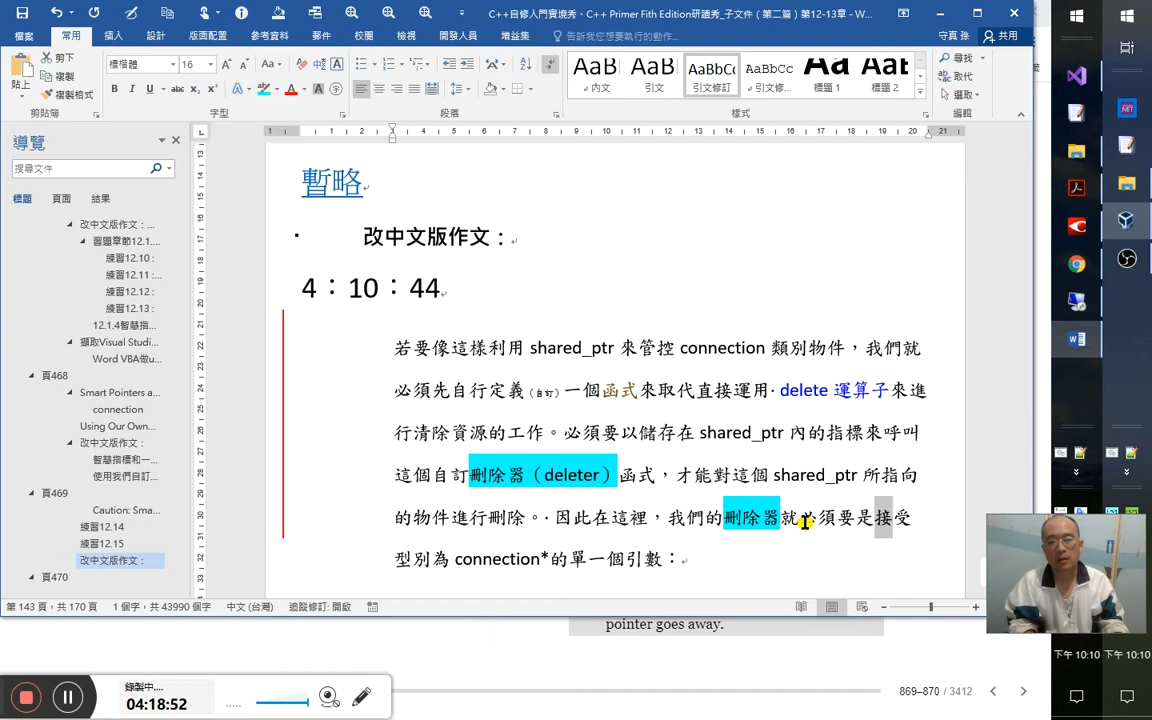 C++自修入門實境秀、C++ Primer Fith Edition研讀秀_子文件（第二篇）第12-13章 - W...
檔案 常用 插入 設計 版面配置 參考資料 郵件 校閱 檢視 開發人員 增益集 告訴我您想要執行的動作... 守真 孫 共用
貼上 剪下 複製 複製格式 剪貼簿
楷標楷 16 字型
段落
AaB AaB AaBbC AaBbCc Aa Aat
內文 引文 引文修訂 引文修... 標題 1 標題 2
樣式
尋找 取代 選取 編輯
導覽
搜尋文件
標題 頁面 結果
改中文版作文：...
習題章節12.1....
練習12.10：
練習12.11：...
練習12.12：
練習12.13：
12.1.4智慧指...
擷取Visual Studi...
Word VBA做u...
頁468
Smart Pointers a...
connection
Using Our Own...
改中文版作文：
智慧指標和一...
使用我們自訂...
頁469
Caution: Sma...
練習12.14
練習12.15
改中文版作文：
頁470
暫略
改中文版作文：
4：10：44
若要像這樣利用 shared_ptr 來管控 connection 類別物件，我們就
必須先自行定義（自訂）一個函式來取代直接運用 delete 運算子來進
行清除資源的工作。必須要以儲存在 shared_ptr 內的指標來呼叫
這個自訂刪除器（deleter）函式，才能對這個 shared_ptr 所指向
的物件進行刪除。 因此在這裡，我們的刪除器就必須要是接受
型別為 connection*的單一個引數：
第 143 頁，共 170 頁 1 個字，共 43990 個字 中文 (台灣) 追蹤修訂: 開啟
pointer goes away.
869–870 / 3412
錄製中....
04:18:52
下午 10:10 下午 10:10